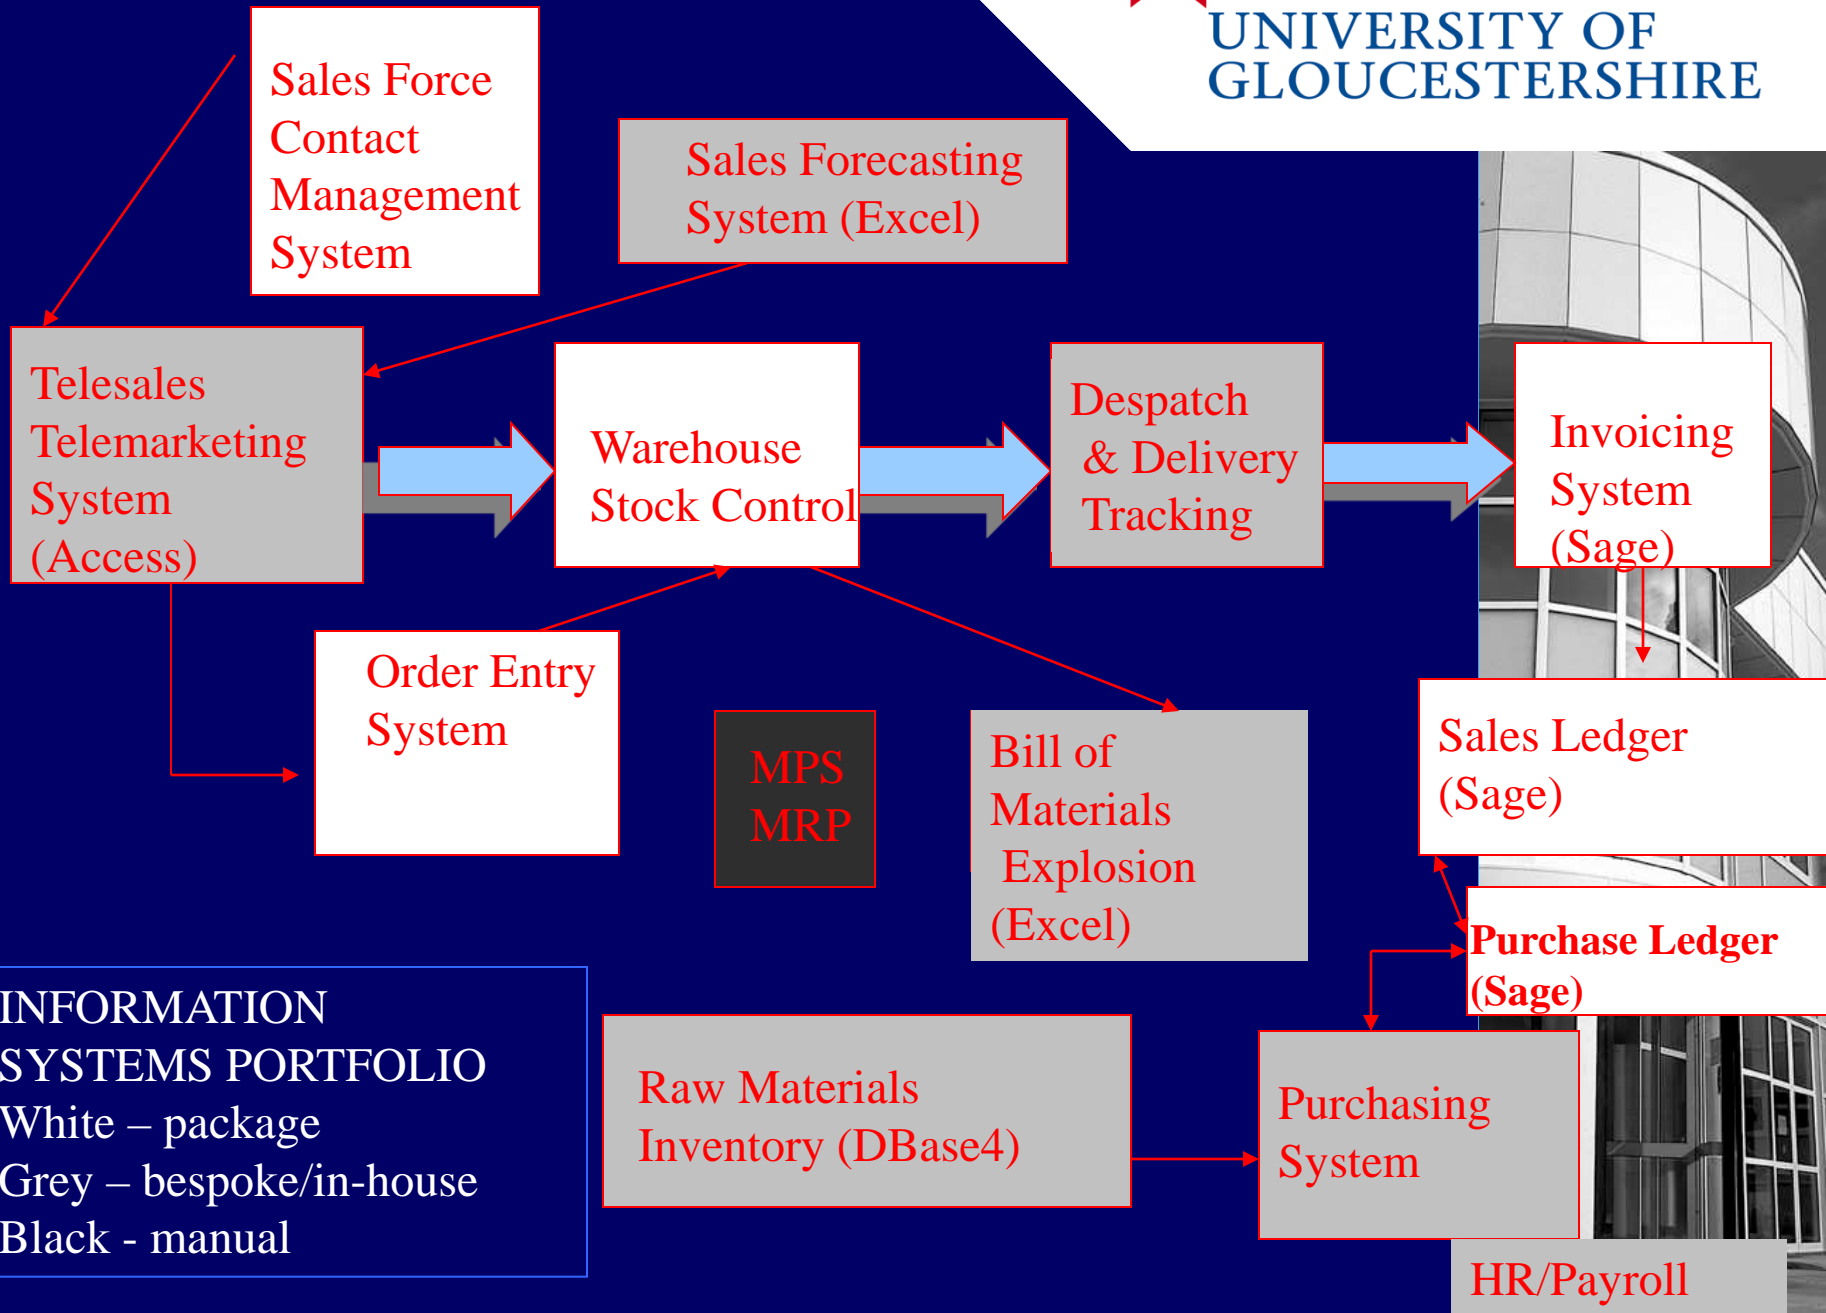 UNIVERSITY OF
GLOUCESTERSHIRE
Sales Force
Contact
Management
System
Sales Forecasting
System (Excel)
Telesales
Telemarketing
System
(Access)
Warehouse
Stock Control
Despatch
& Delivery
Tracking
Invoicing
System
(Sage)
Order Entry
System
MPS
MRP
Bill of
Materials
Explosion
(Excel)
Sales Ledger
(Sage)
Purchase Ledger
(Sage)
INFORMATION
SYSTEMS PORTFOLIO
White – package
Grey – bespoke/in-house
Black - manual
Raw Materials
Inventory (DBase4)
Purchasing
System
HR/Payroll